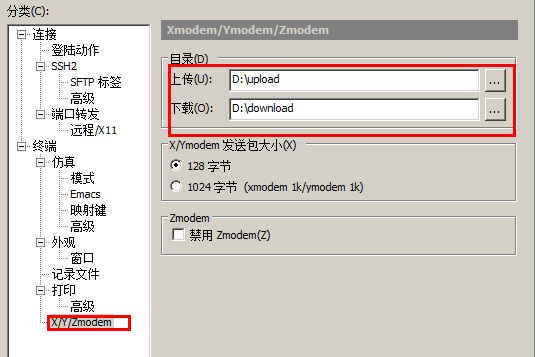 分类(C):
连接
登陆动作
SSH2
SFTP 标签
高级
端口转发
远程/X11
终端
仿真
模式
Emacs
映射键
高级
外观
窗口
记录文件
打印
高级
X/Y/Zmodem
Xmodem/Ymodem/Zmodem
目录(D)
上传(U): D:\upload ...
下载(O): D:\download ...
X/Ymodem 发送包大小(X)
128 字节
1024 字节 (xmodem 1k/ymodem 1k)
Zmodem
禁用 Zmodem(Z)